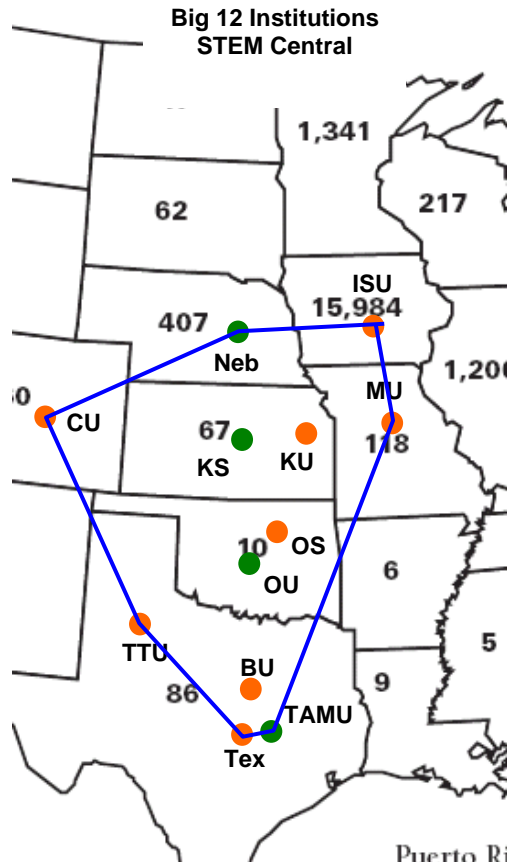 Big 12 Institutions
STEM Central
1,341
62
217
ISU
15,984
407
Neb
MU
CU
67
118
KS
KU
10
OS
OU
6
TTU
BU
5
86
9
TAMU
Tex